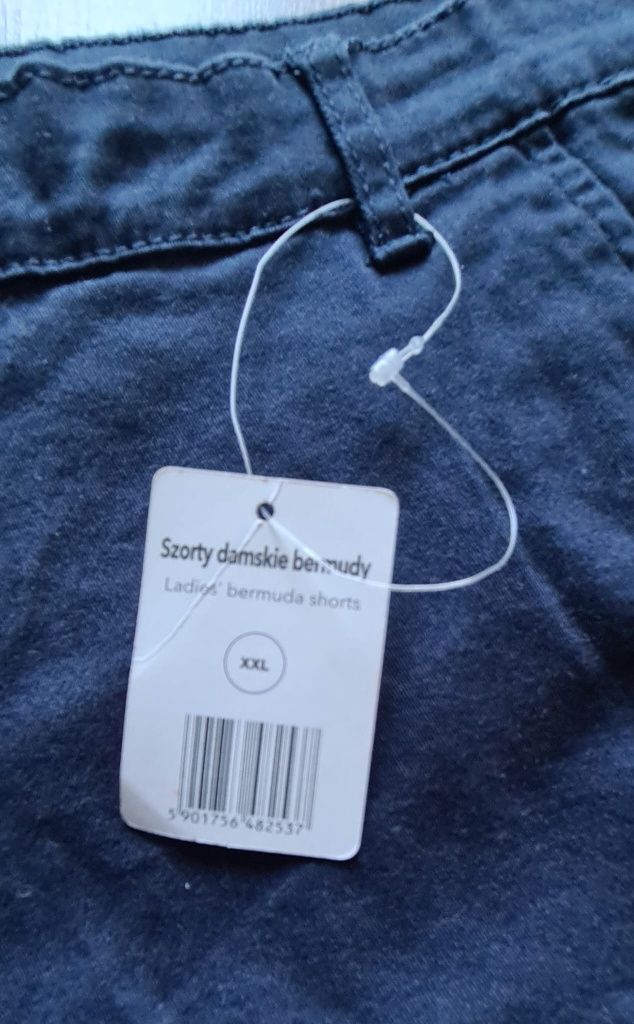 Szorty damskie bermudy
Ladies' bermuda shorts
XXL
5 901756 482537